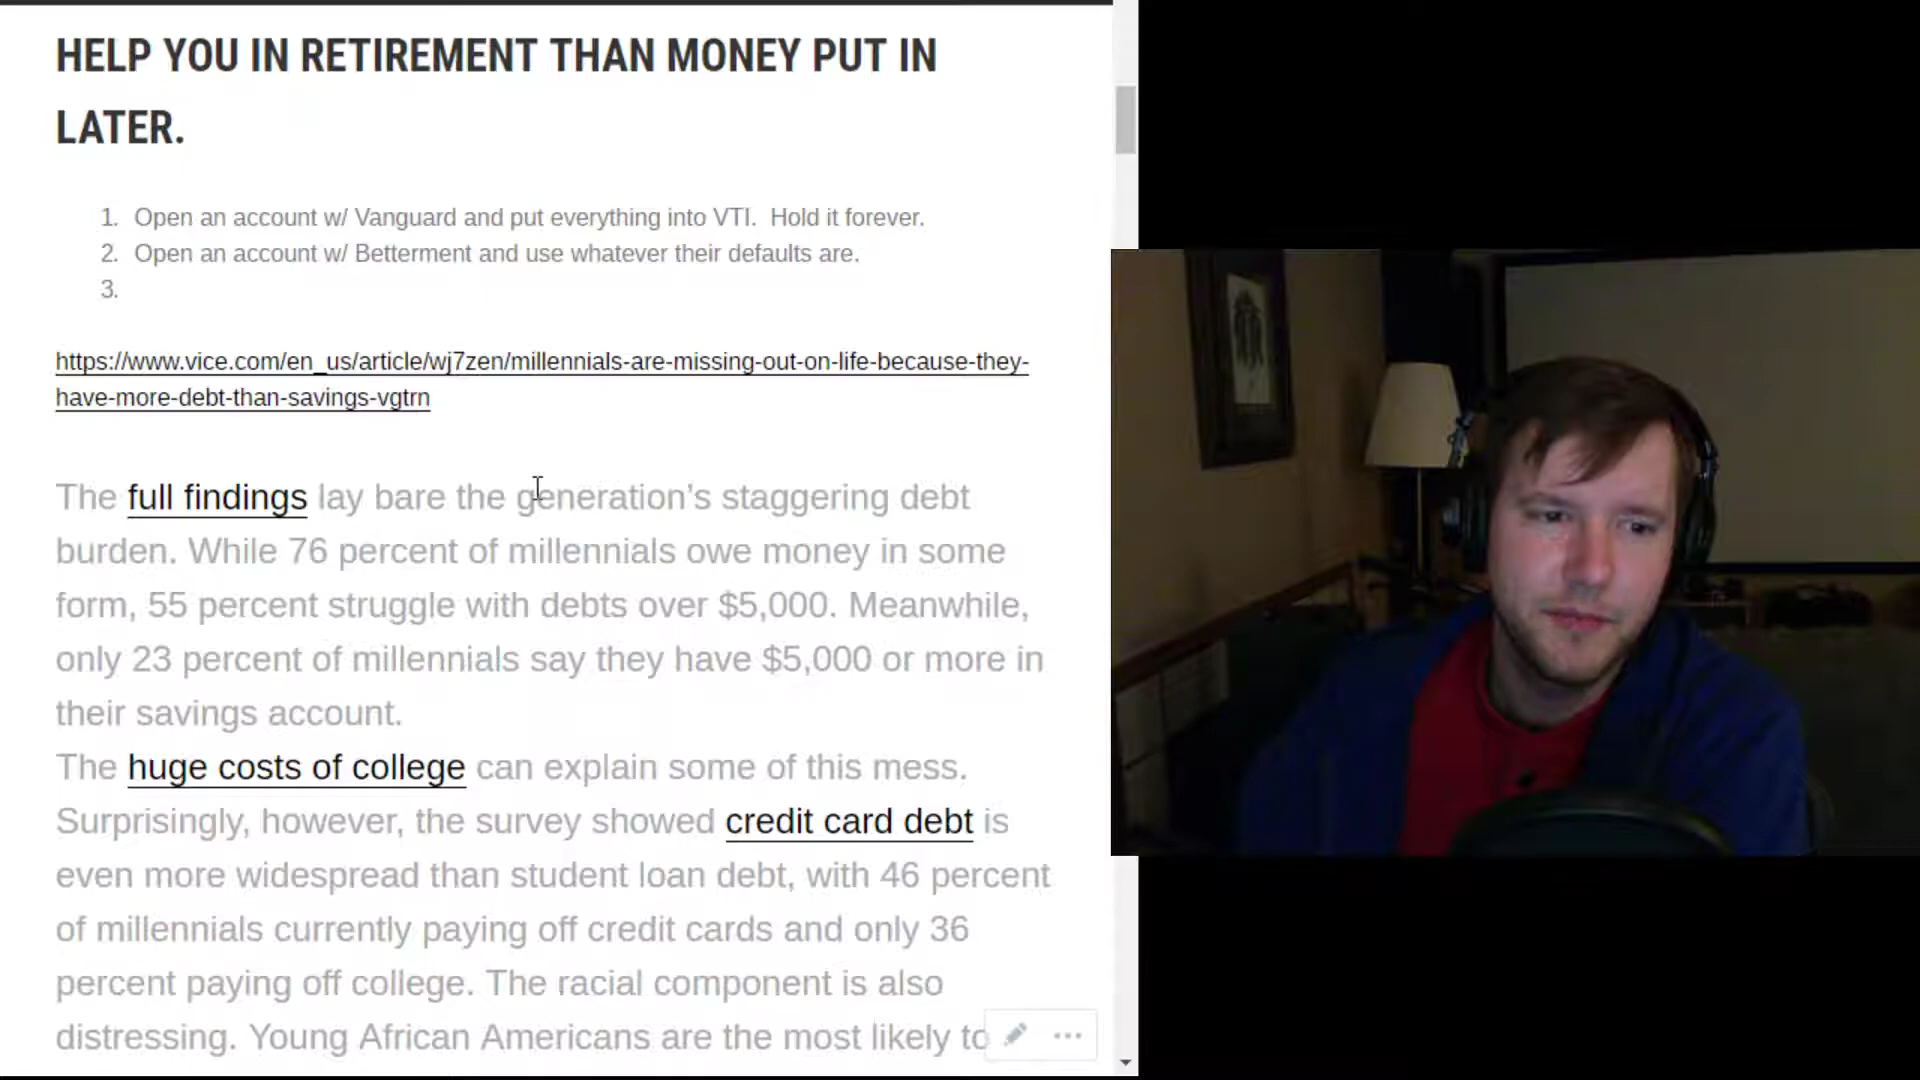 HELP YOU IN RETIREMENT THAN MONEY PUT IN
LATER.
1. Open an account w/ Vanguard and put everything into VTI.  Hold it forever.
2. Open an account w/ Betterment and use whatever their defaults are.
3.
https://www.vice.com/en_us/article/wj7zen/millennials-are-missing-out-on-life-because-they-
have-more-debt-than-savings-vgtrn
The full findings lay bare the generation’s staggering debt
burden. While 76 percent of millennials owe money in some
form, 55 percent struggle with debts over $5,000. Meanwhile,
only 23 percent of millennials say they have $5,000 or more in
their savings account.
The huge costs of college can explain some of this mess.
Surprisingly, however, the survey showed credit card debt is
even more widespread than student loan debt, with 46 percent
of millennials currently paying off credit cards and only 36
percent paying off college. The racial component is also
distressing. Young African Americans are the most likely to